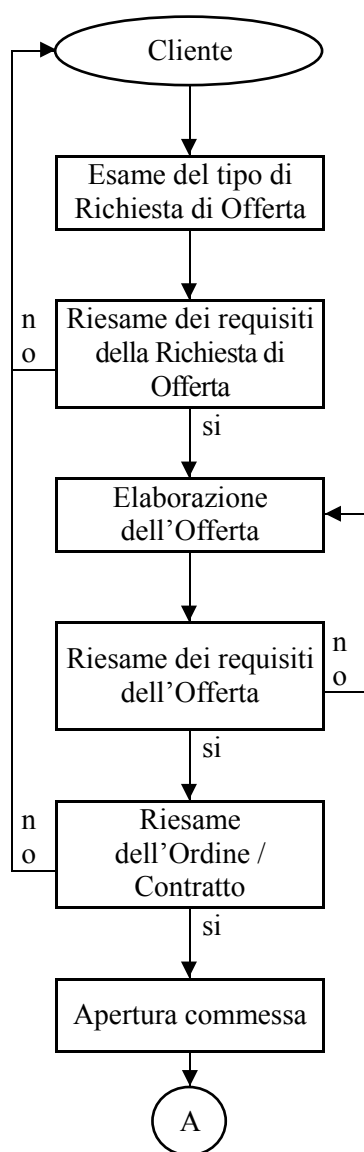 Cliente
Esame del tipo di
Richiesta di Offerta
n
o
Riesame dei requisiti
della Richiesta di
Offerta
si
Elaborazione
dell’Offerta
Riesame dei requisiti
dell’Offerta
n
o
si
n
o
Riesame
dell’Ordine /
Contratto
si
Apertura commessa
A